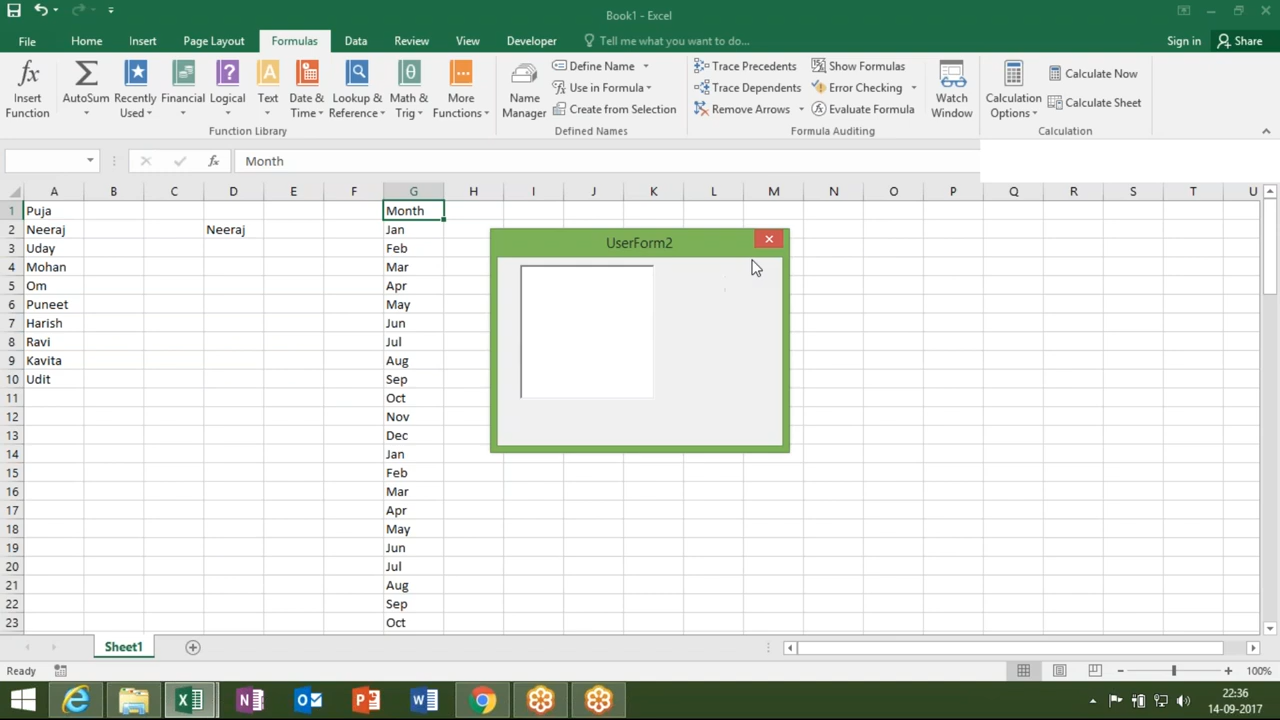 Book1 - Excel
File Home Insert Page Layout Formulas Data Review View Developer Tell me what you want to do... Sign in Share
Insert Function
AutoSum
Recently Used
Financial
Logical
Text
Date & Time
Lookup & Reference
Math & Trig
More Functions
Function Library
Name Manager
Define Name
Use in Formula
Create from Selection
Defined Names
Trace Precedents
Trace Dependents
Remove Arrows
Show Formulas
Error Checking
Evaluate Formula
Formula Auditing
Watch Window
Calculation Options
Calculate Now
Calculate Sheet
Calculation
fx Month
A B C D E F G H I J K L M N O P Q R S T U
1 Puja Month
2 Neeraj Neeraj Jan
3 Uday Feb
4 Mohan Mar
5 Om Apr
6 Puneet May
7 Harish Jun
8 Ravi Jul
9 Kavita Aug
10 Udit Sep
11 Oct
12 Nov
13 Dec
14 Jan
15 Feb
16 Mar
17 Apr
18 May
19 Jun
20 Jul
21 Aug
22 Sep
23 Oct
UserForm2
Sheet1
Ready
100%
22:36
14-09-2017